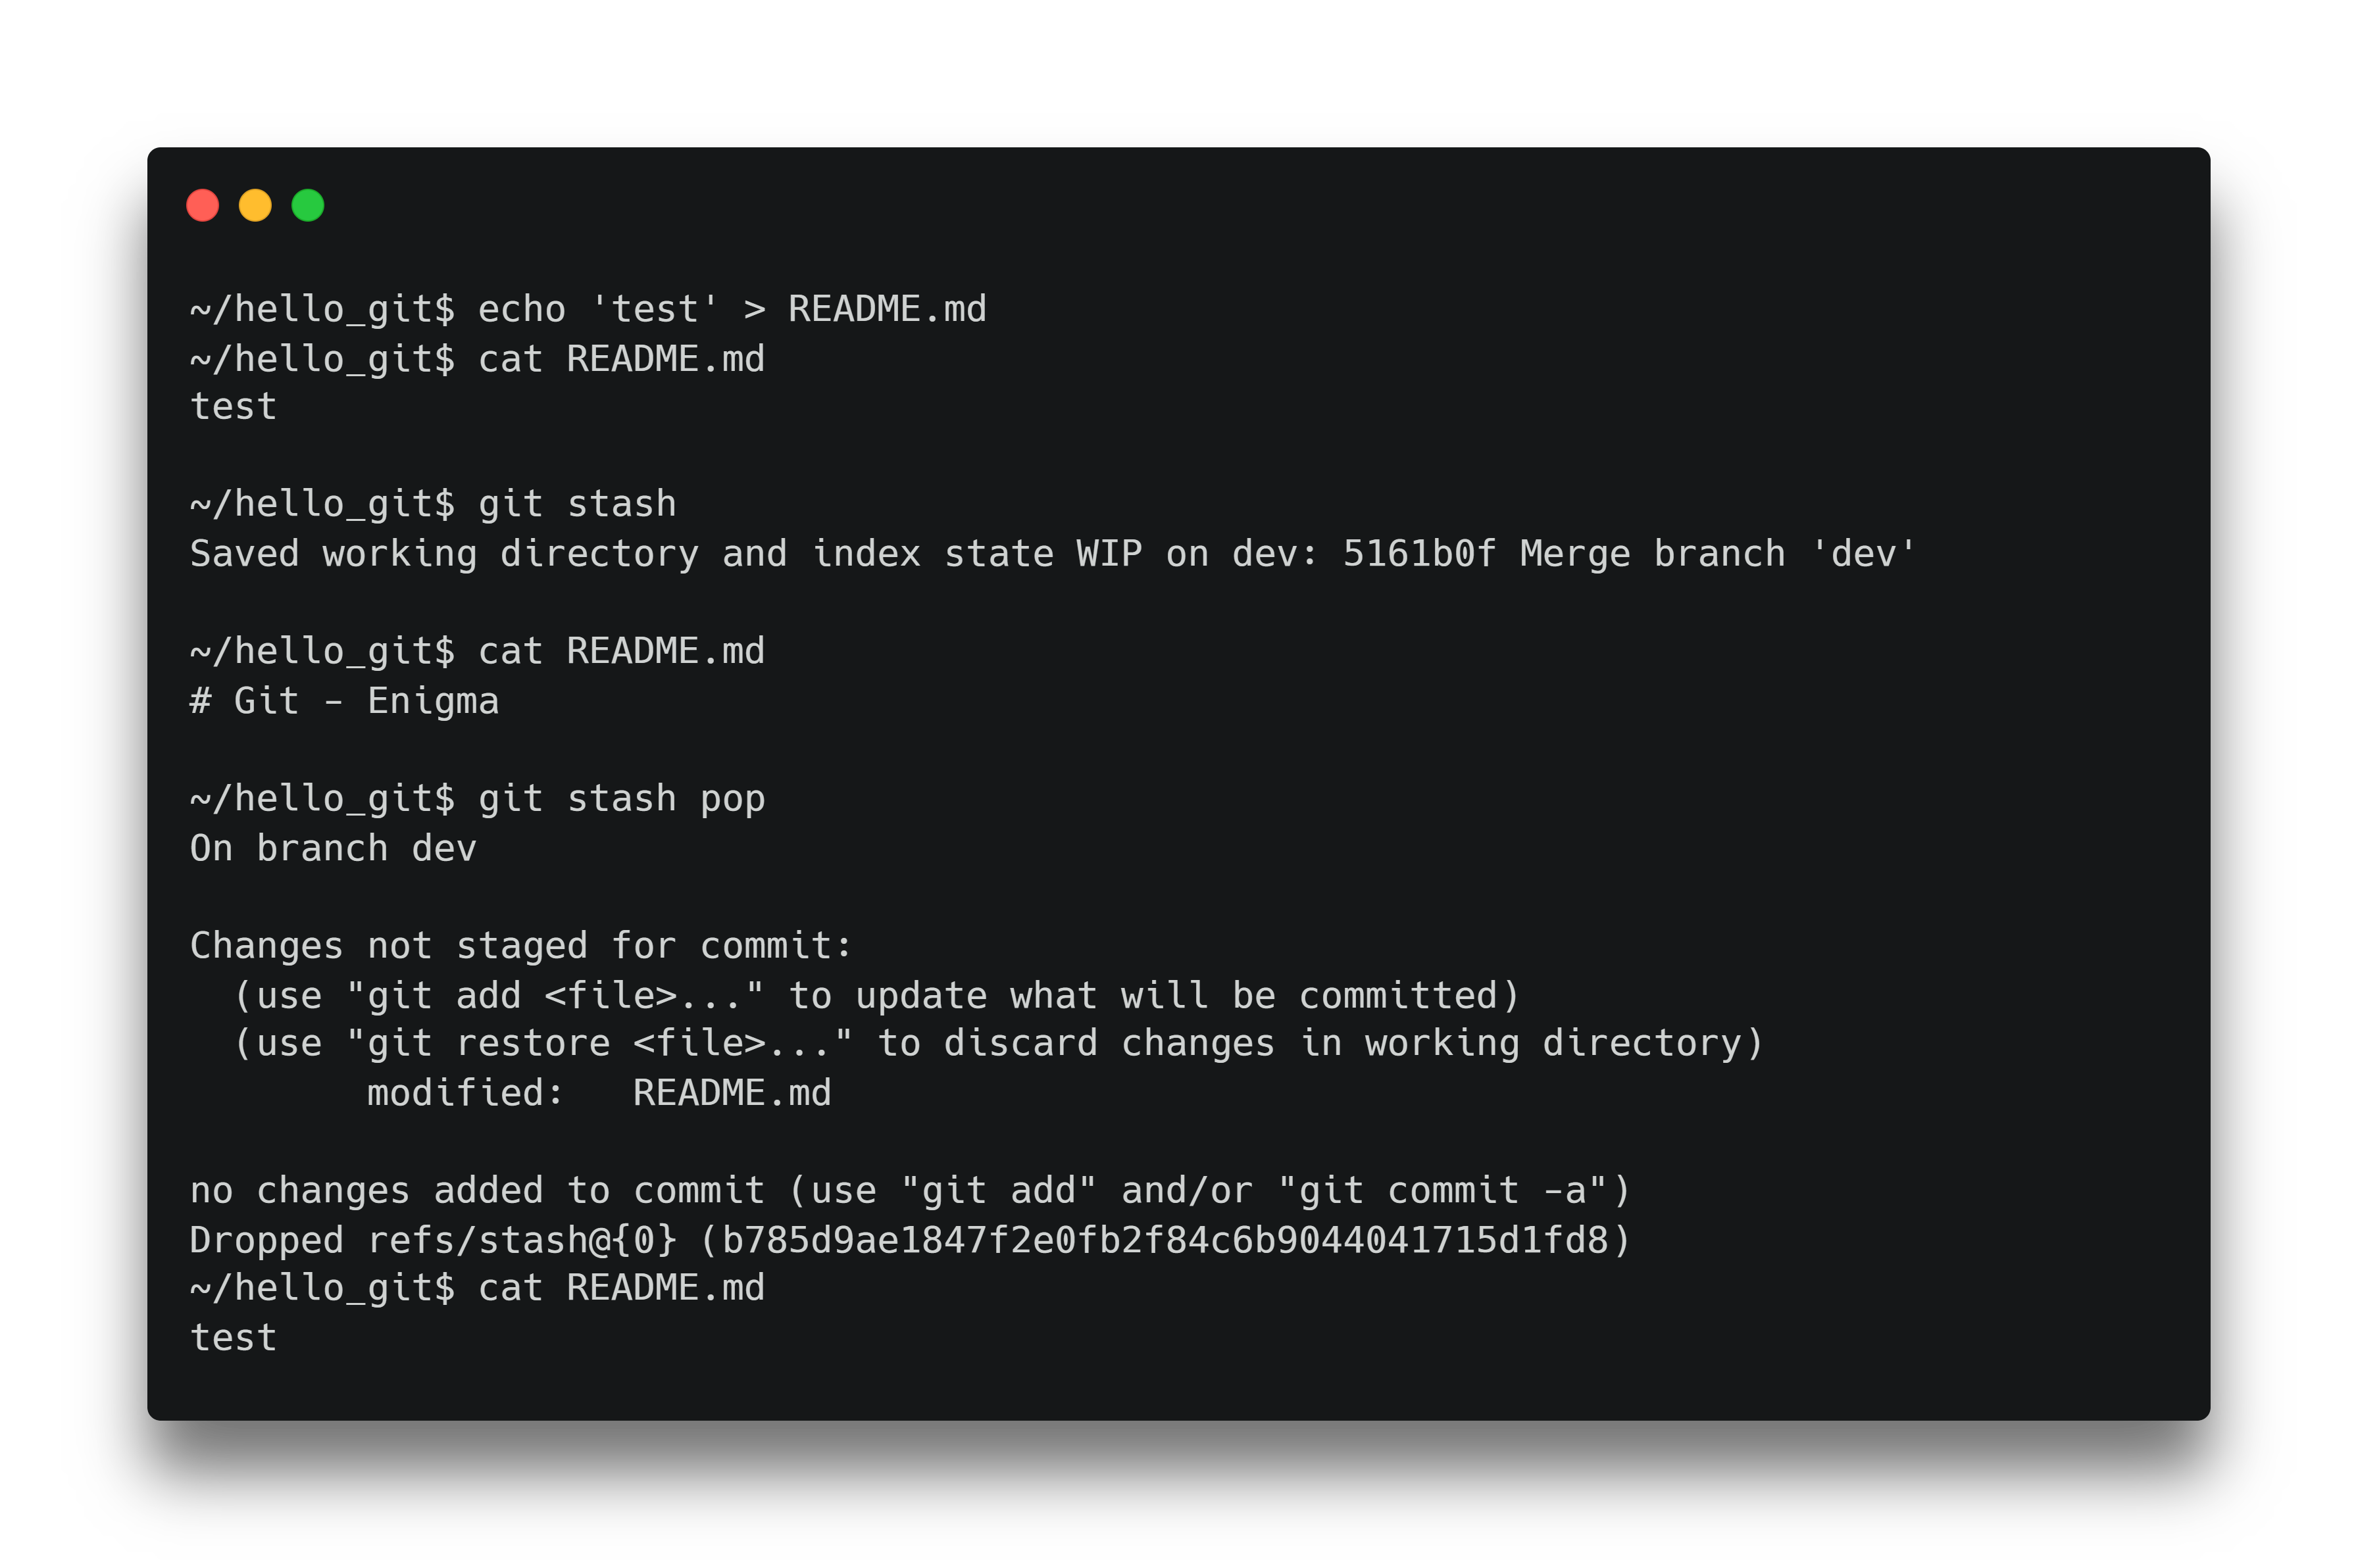 ~/hello_git$ echo 'test' > README.md
~/hello_git$ cat README.md
test
~/hello_git$ git stash
Saved working directory and index state WIP on dev: 5161b0f Merge branch 'dev'
~/hello_git$ cat README.md
# Git - Enigma
~/hello_git$ git stash pop
On branch dev
Changes not staged for commit:
  (use "git add <file>..." to update what will be committed)
  (use "git restore <file>..." to discard changes in working directory)
        modified:   README.md
no changes added to commit (use "git add" and/or "git commit -a")
Dropped refs/stash@{0} (b785d9ae1847f2e0fb2f84c6b9044041715d1fd8)
~/hello_git$ cat README.md
test